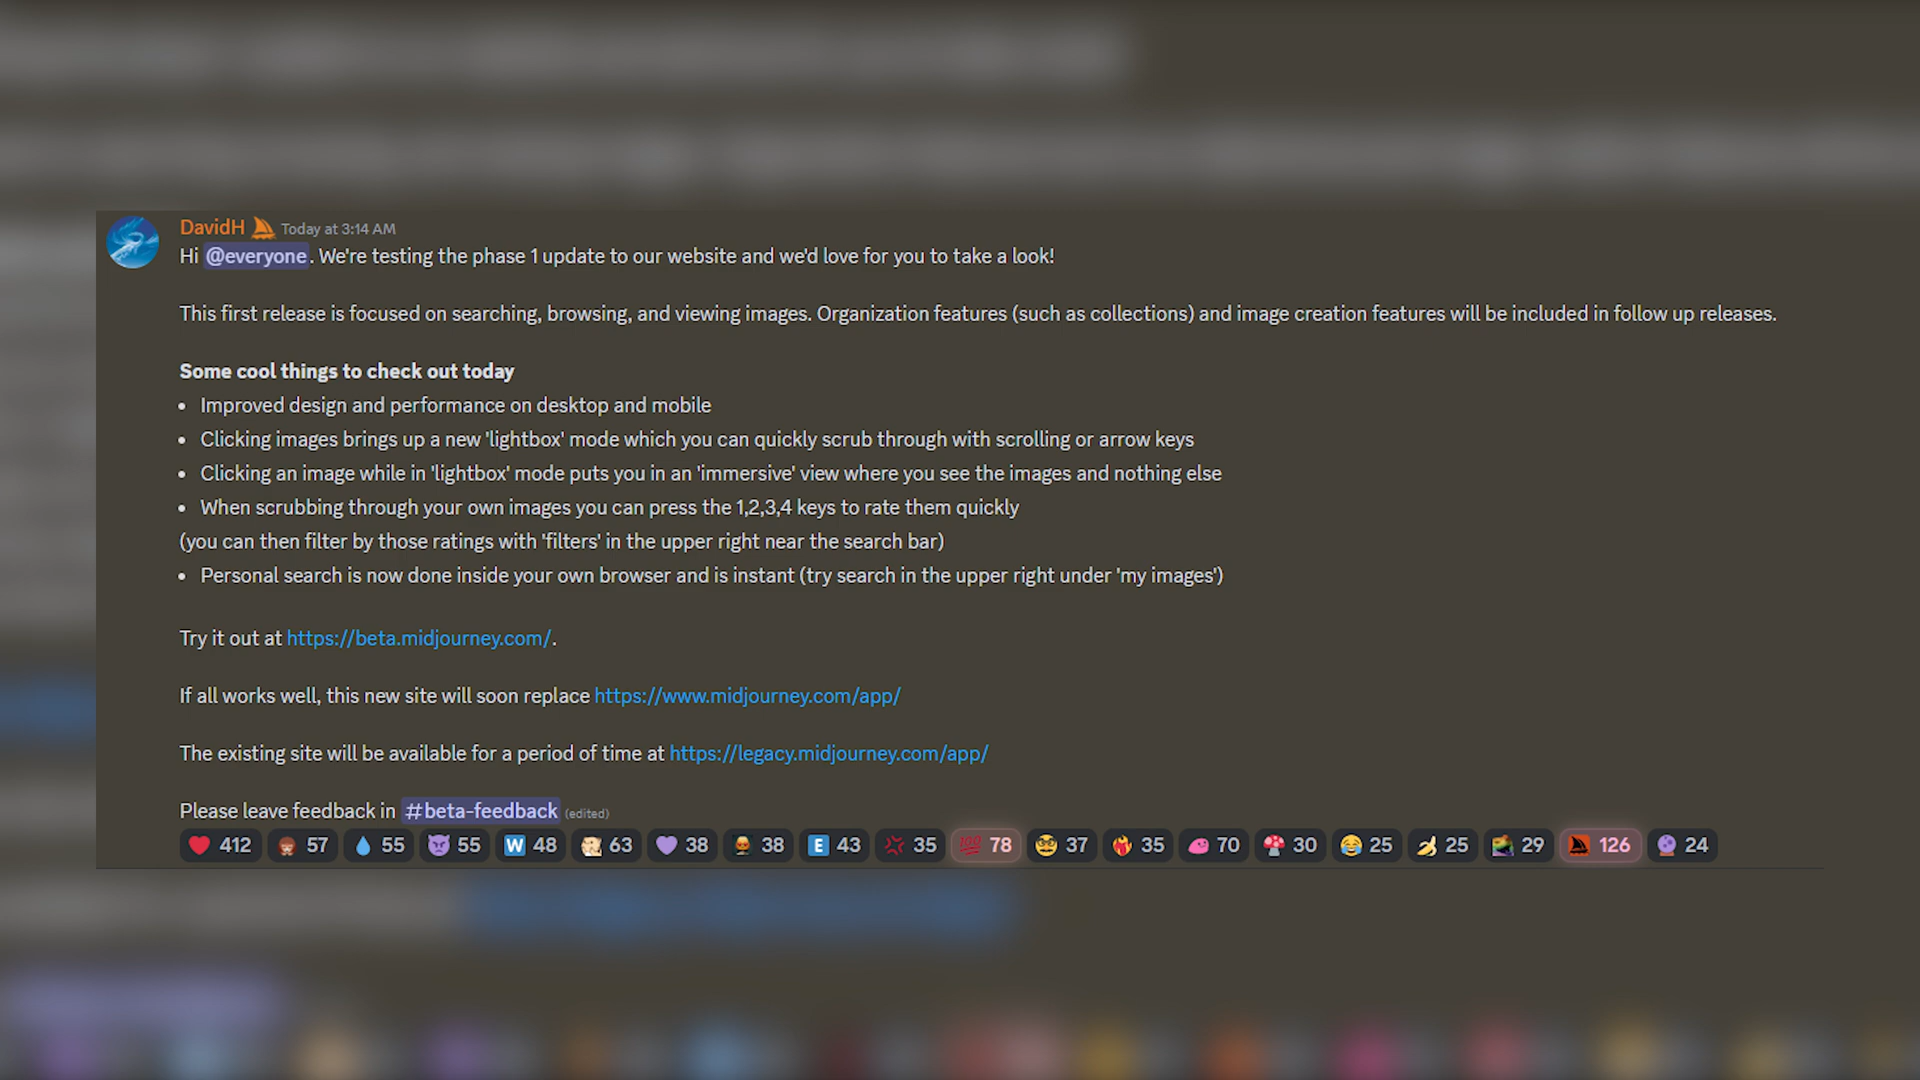 DavidH Today at 3:14 AM
Hi @everyone. We're testing the phase 1 update to our website and we'd love for you to take a look!
This first release is focused on searching, browsing, and viewing images. Organization features (such as collections) and image creation features will be included in follow up releases.
Some cool things to check out today
• Improved design and performance on desktop and mobile
• Clicking images brings up a new 'lightbox' mode which you can quickly scrub through with scrolling or arrow keys
• Clicking an image while in 'lightbox' mode puts you in an 'immersive' view where you see the images and nothing else
• When scrubbing through your own images you can press the 1,2,3,4 keys to rate them quickly
(you can then filter by those ratings with 'filters' in the upper right near the search bar)
• Personal search is now done inside your own browser and is instant (try search in the upper right under 'my images')
Try it out at https://beta.midjourney.com/.
If all works well, this new site will soon replace https://www.midjourney.com/app/
The existing site will be available for a period of time at https://legacy.midjourney.com/app/
Please leave feedback in #beta-feedback (edited)
412 57 55 55 W 48 63 38 38 E 43 35 100 78 37 35 70 30 25 25 29 126 24